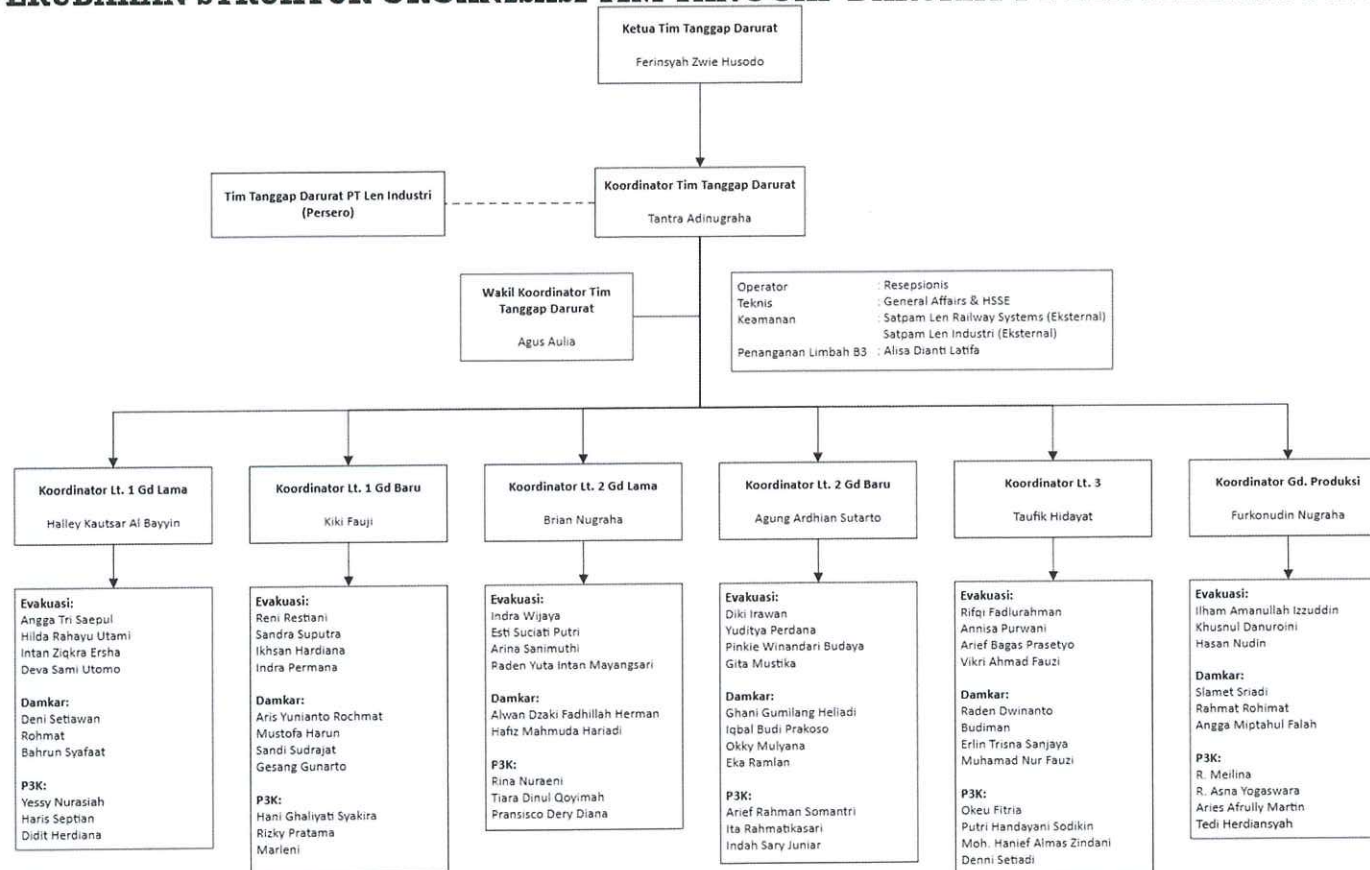 Ketua Tim Tanggap Darurat
Ferinsyah Zwie Husodo
Tim Tanggap Darurat PT Len Industri
(Persero)
Koordinator Tim Tanggap Darurat
Tantra Adinugraha
Wakil Koordinator Tim
Tanggap Darurat
Agus Aulia
Operator : Resepsionis
Teknis : General Affairs & HSSE
Keamanan : Satpam Len Railway Systems (Eksternal)
Satpam Len Industri (Eksternal)
Penanganan Limbah B3 : Alisa Dianti Latifa
Koordinator Lt. 1 Gd Lama
Halley Kautsar Al Bayyin
Evakuasi:
Angga Tri Saepul
Hilda Rahayu Utami
Intan Ziqkra Ersha
Deva Sami Utomo
Damkar:
Deni Setiawan
Rohmat
Bahrun Syafaat
P3K:
Yessy Nurasiah
Haris Septian
Didit Herdiana
Koordinator Lt. 1 Gd Baru
Kiki Fauji
Evakuasi:
Reni Restiani
Sandra Suputra
Ikhsan Hardiana
Indra Permana
Damkar:
Aris Yunianto Rochmat
Mustofa Harun
Sandi Sudrajat
Gesang Gunarto
P3K:
Hani Ghaliyati Syakira
Rizky Pratama
Marleni
Koordinator Lt. 2 Gd Lama
Brian Nugraha
Evakuasi:
Indra Wijaya
Esti Suciati Putri
Arina Sanimuthi
Raden Yuta Intan Mayangsari
Damkar:
Alwan Dzaki Fadhillah Herman
Hafiz Mahmuda Hariadi
P3K:
Rina Nuraeni
Tiara Dinul Qoyimah
Fransisco Dery Diana
Koordinator Lt. 2 Gd Baru
Agung Ardhian Sutarto
Evakuasi:
Diki Irawan
Yuditya Perdana
Pinkie Winandari Budaya
Gita Mustika
Damkar:
Ghani Gumilang Heliadi
Iqbal Budi Prakoso
Okky Mulyana
Eka Ramlan
P3K:
Arief Rahman Somantri
Ita Rahmatikasari
Indah Sary Juniar
Koordinator Lt. 3
Taufik Hidayat
Evakuasi:
Rifqi Fadlurahman
Annisa Purwani
Arief Bagas Prasetyo
Vikri Ahmad Fauzi
Damkar:
Raden Dwinanto
Budiman
Erlin Trisna Sanjaya
Muhamad Nur Fauzi
P3K:
Okeu Fitria
Putri Handayani Sodikin
Moh. Hanief Almas Zindani
Denni Setiadi
Koordinator Gd. Produksi
Furkonudin Nugraha
Evakuasi:
Ilham Amanullah Izzuddin
Khusnul Danuroini
Hasan Nudin
Damkar:
Slamet Sriadi
Rahmat Rohimat
Angga Miptahul Falah
P3K:
R. Meilina
R. Asna Yogaswara
Aries Afrully Martin
Tedi Herdiansyah